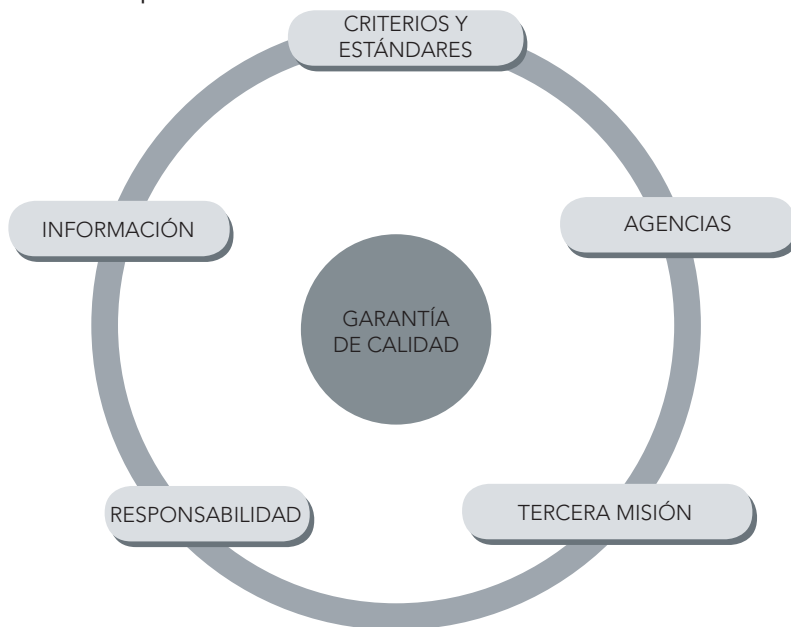 CRITERIOS Y
ESTÁNDARES
INFORMACIÓN
AGENCIAS
GARANTÍA
DE CALIDAD
RESPONSABILIDAD
TERCERA MISIÓN